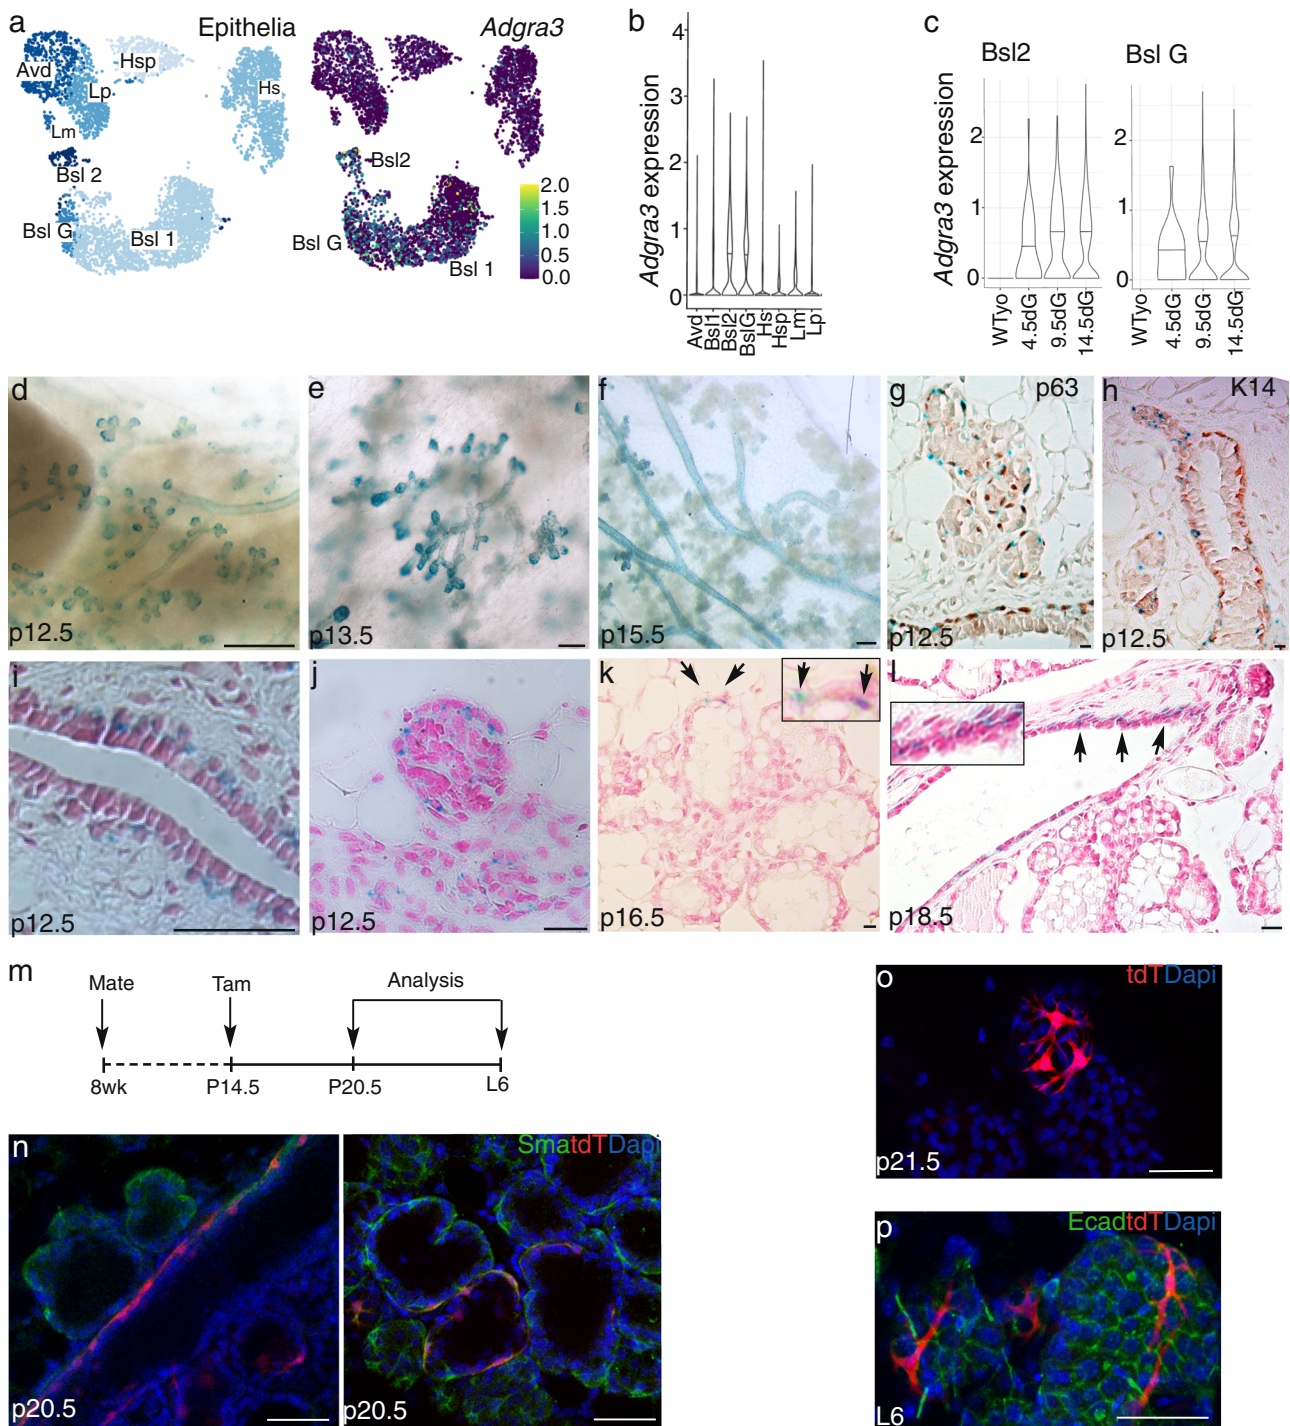 a
Epithelia
Avd
Hsp
Lp
Lm
Hs
Bsl 2
Bsl G
Bsl 1
Adgra3
Bsl2
Bsl G
Bsl 1
2.0
1.5
1.0
0.5
0.0
b
Adgra3 expression
4
3
2
1
0
Avd
Bsl1
Bsl2
BslG
Hs
Hsp
Lm
Lp
c
Bsl2
Bsl G
Adgra3 expression
2
1
0
WTyo
4.5dG
9.5dG
14.5dG
2
1
0
WTyo
4.5dG
9.5dG
14.5dG
d
p12.5
e
p13.5
f
p15.5
g
p63
p12.5
h
K14
p12.5
i
p12.5
j
p12.5
k
p16.5
l
p18.5
m
Mate
Tam
Analysis
8wk
P14.5
P20.5
L6
n
p20.5
SmatdTDapi
p20.5
o
tdTDapi
p21.5
p
EcadtdTDapi
L6